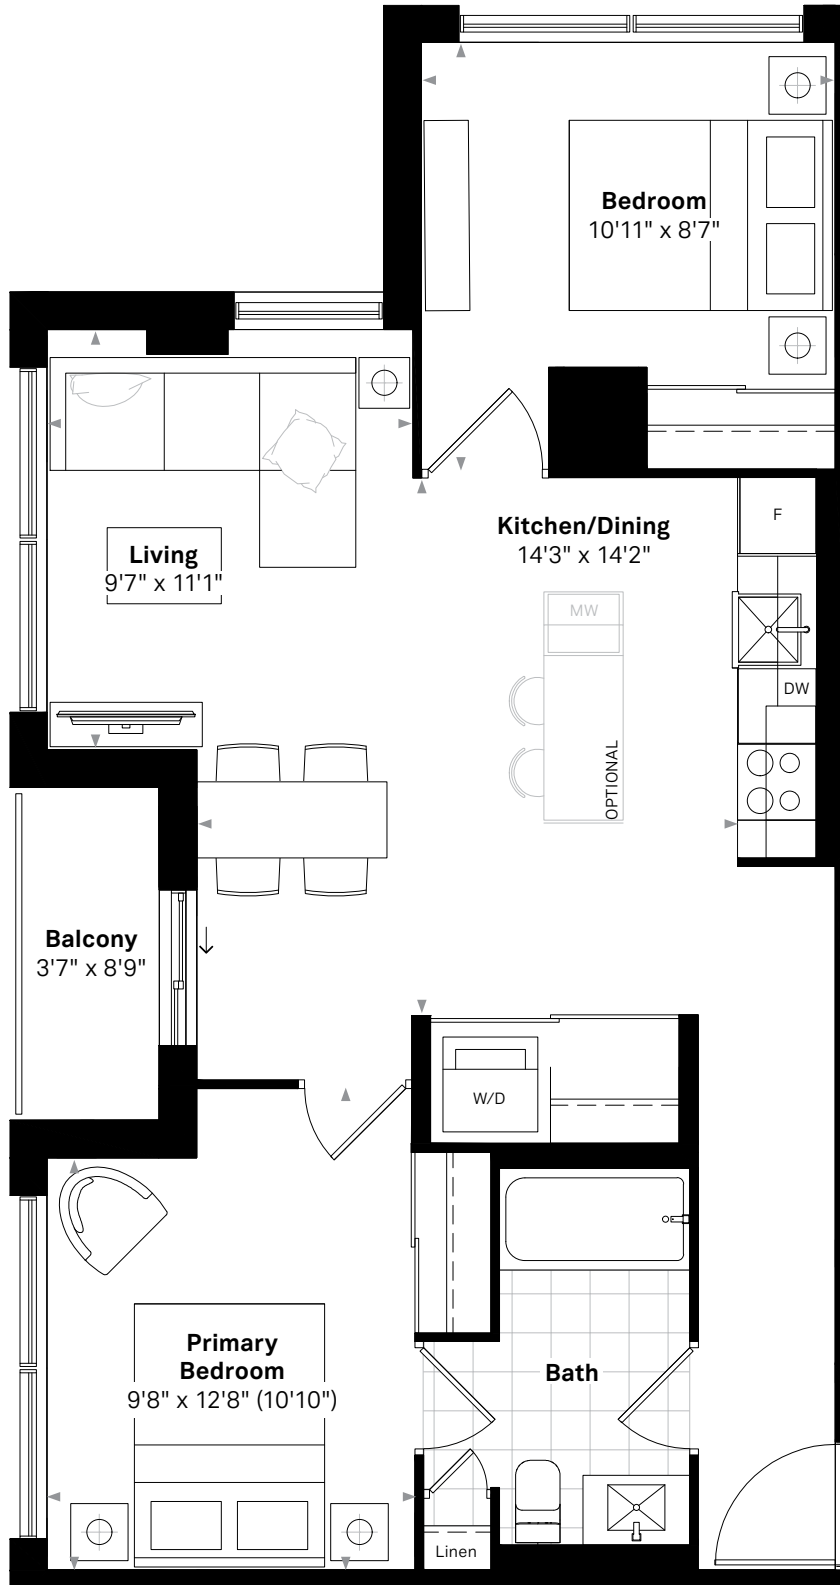 Bedroom
10'11" x 8'7"
Kitchen/Dining
14'3" x 14'2"
F
Living
9'7" x 11'1"
MW
DW
OPTIONAL
Balcony
3'7" x 8'9"
W/D
Primary
Bedroom
9'8" x 12'8" (10'10")
Bath
Linen